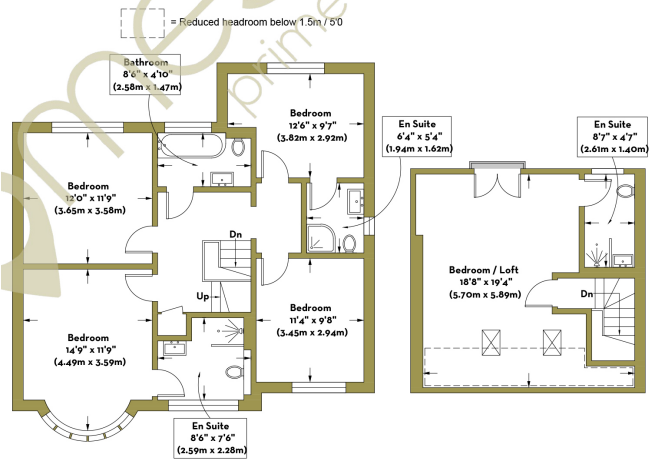 = Reduced headroom below 1.5m / 5'0
Bathroom
8'6" x 4'10"
(2.58m x 1.47m)
Bedroom
12'6" x 9'7"
(3.82m x 2.92m)
En Suite
6'4" x 5'4"
(1.94m x 1.62m)
En Suite
8'7" x 4'7"
(2.61m x 1.40m)
Bedroom
12'0" x 11'9"
(3.65m x 3.58m)
Dn
Up
Bedroom / Loft
18'8" x 19'4"
(5.70m x 5.89m)
Dn
Bedroom
11'4" x 9'8"
(3.45m x 2.94m)
Bedroom
14'9" x 11'9"
(4.49m x 3.59m)
En Suite
8'6" x 7'6"
(2.59m x 2.28m)
prime